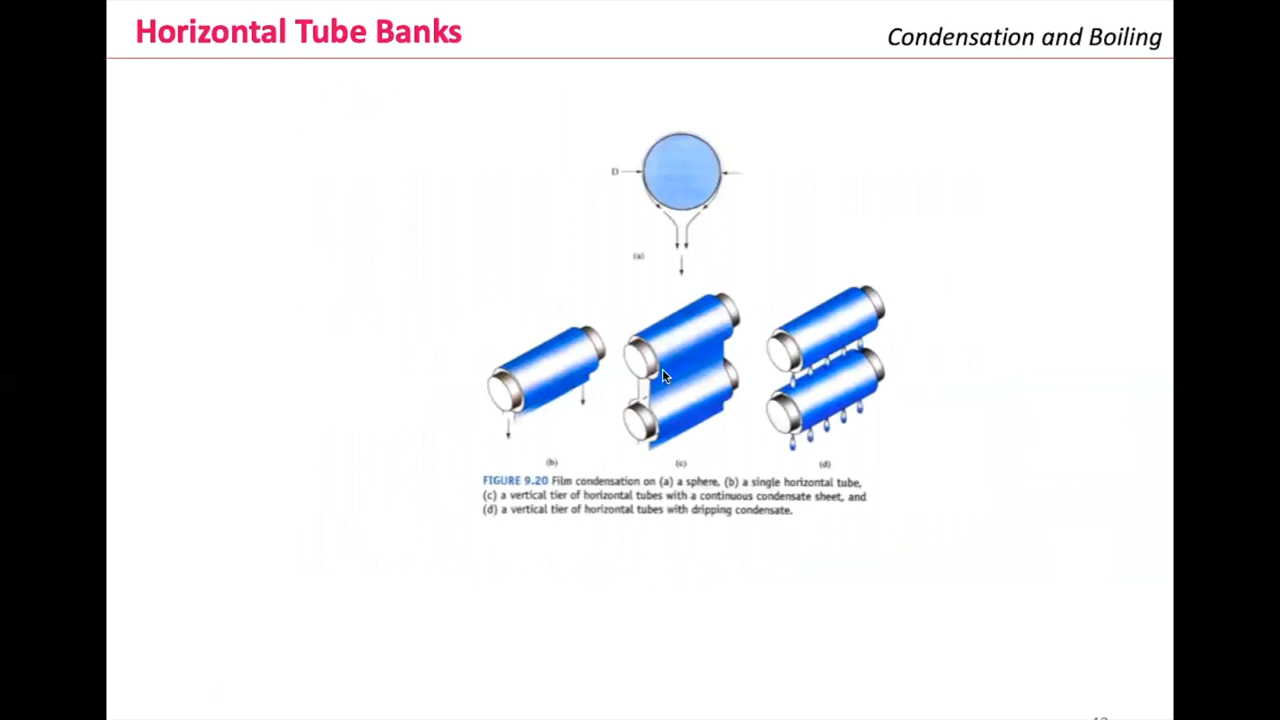 Horizontal Tube Banks
Condensation and Boiling
D
(a)
(b)
(c)
(d)
FIGURE 9.20 Film condensation on (a) a sphere, (b) a single horizontal tube,
(c) a vertical tier of horizontal tubes with a continuous condensate sheet, and
(d) a vertical tier of horizontal tubes with dripping condensate.